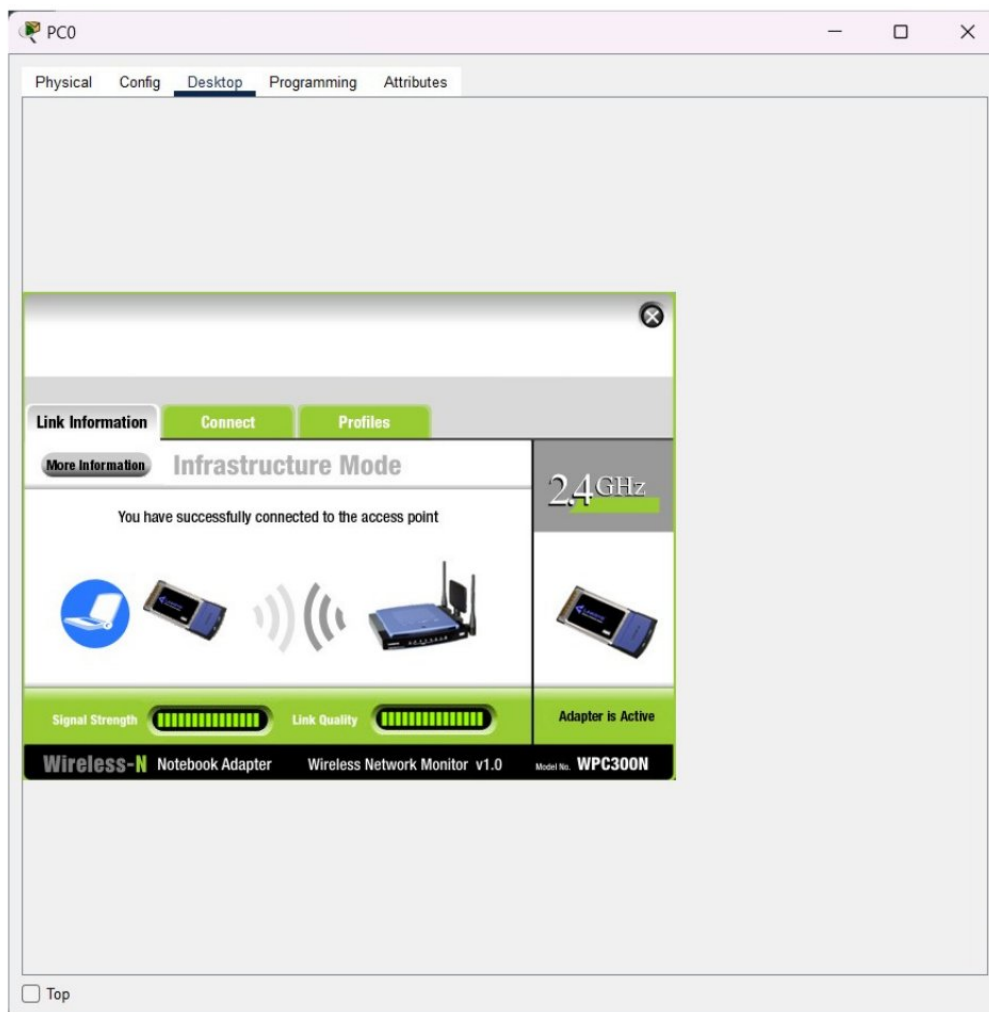 PC0
Physical Config Desktop Programming Attributes
Link Information Connect Profiles
More Information Infrastructure Mode
2.4GHz
You have successfully connected to the access point
Signal Strength Link Quality Adapter is Active
Wireless-N Notebook Adapter Wireless Network Monitor v1.0 Model No. WPC300N
Top